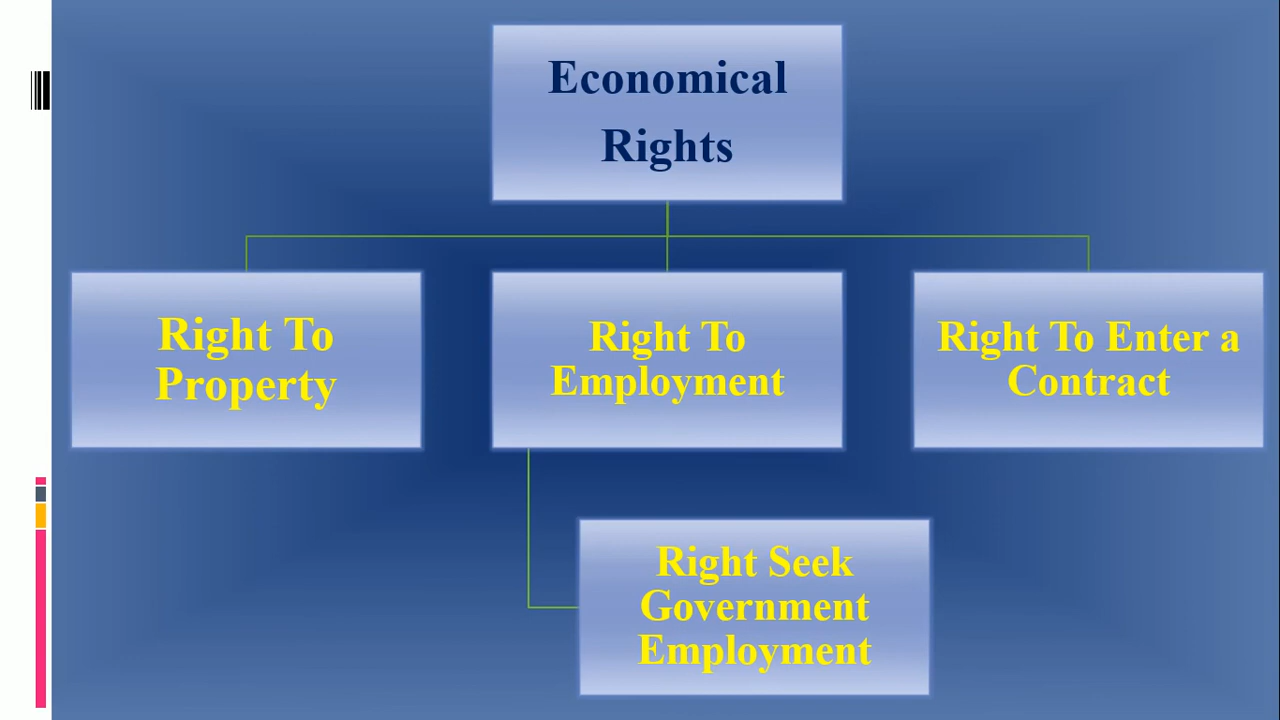 Economical
Rights
Right To
Property
Right To
Employment
Right To Enter a
Contract
Right Seek
Government
Employment